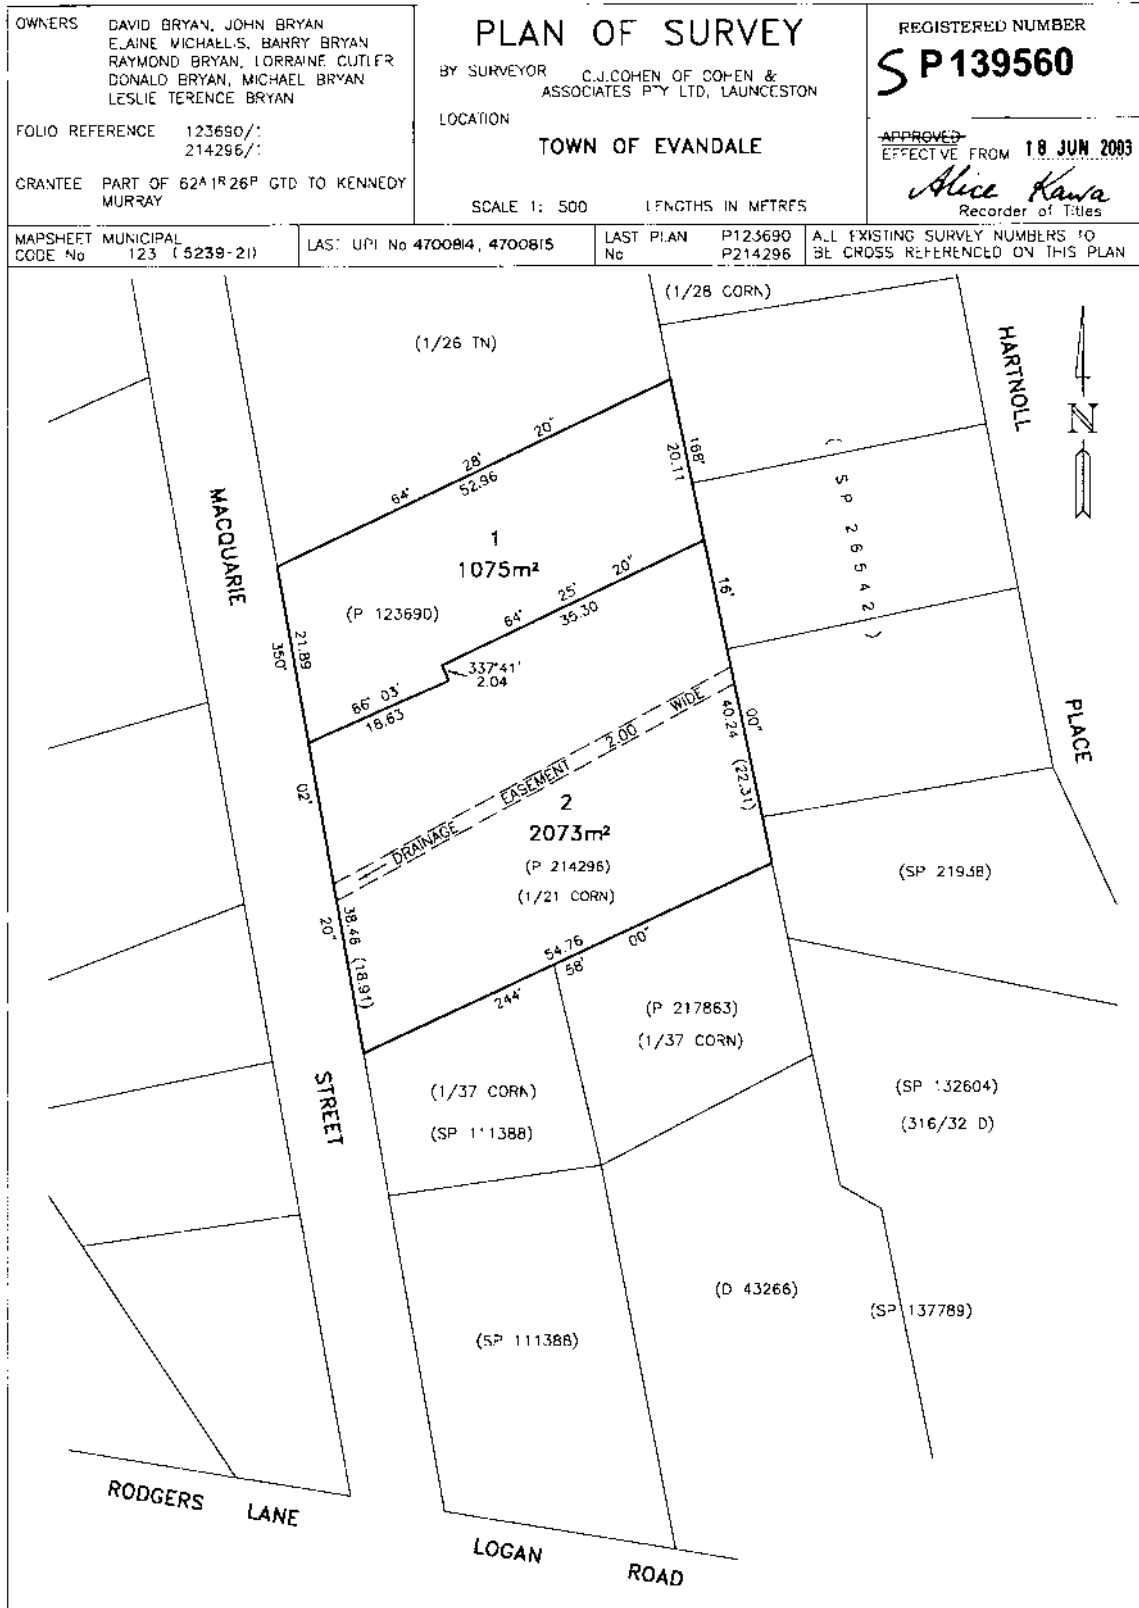 OWNERS DAVID BRYAN, JOHN BRYAN
ELAINE MICHAELS, BARRY BRYAN
RAYMOND BRYAN, LORRAINE CUTLER
DONALD BRYAN, MICHAEL BRYAN
LESLIE TERENCE BRYAN
FOLIO REFERENCE 123690/1
214296/1
GRANTEE PART OF 62A 1R 26P GTD TO KENNEDY
MURRAY
PLAN OF SURVEY
BY SURVEYOR C.J.COHEN OF COHEN &
ASSOCIATES PTY LTD, LAUNCESTON
LOCATION
TOWN OF EVANDALE
SCALE 1: 500 LENGTHS IN METRES
REGISTERED NUMBER
SP139560
APPROVED
EFFECTIVE FROM 18 JUN 2003
Alice Kawa
Recorder of Titles
MAPSHEET MUNICIPAL
CODE No 123 (5239-21)
LAST UPI No 4700814, 4700815
LAST PLAN P123690
No P214296
ALL EXISTING SURVEY NUMBERS TO
BE CROSS REFERENCED ON THIS PLAN
(1/28 CORN)
(1/26 TN)
HARTNOLL
N
64° 28' 20"
52.96
168°
20.11
(SP 26542)
MACQUARIE
1
1075m²
(P 123690)
64° 25' 20"
35.30
16'
21.89
350°
337°41'
2.04
86° 03'
18.63
PLACE
00"
40.24 (22.31)
DRAINAGE EASEMENT 2.00 WIDE
02'
2
2073m²
(P 214296)
(1/21 CORN)
(SP 21938)
20"
38.46 (18.91)
54.76
244° 58' 00"
(P 217863)
(1/37 CORN)
STREET
(1/37 CORN)
(SP 111388)
(SP 132604)
(316/32 D)
(D 43266)
(SP 137789)
(SP 111388)
RODGERS LANE
LOGAN ROAD